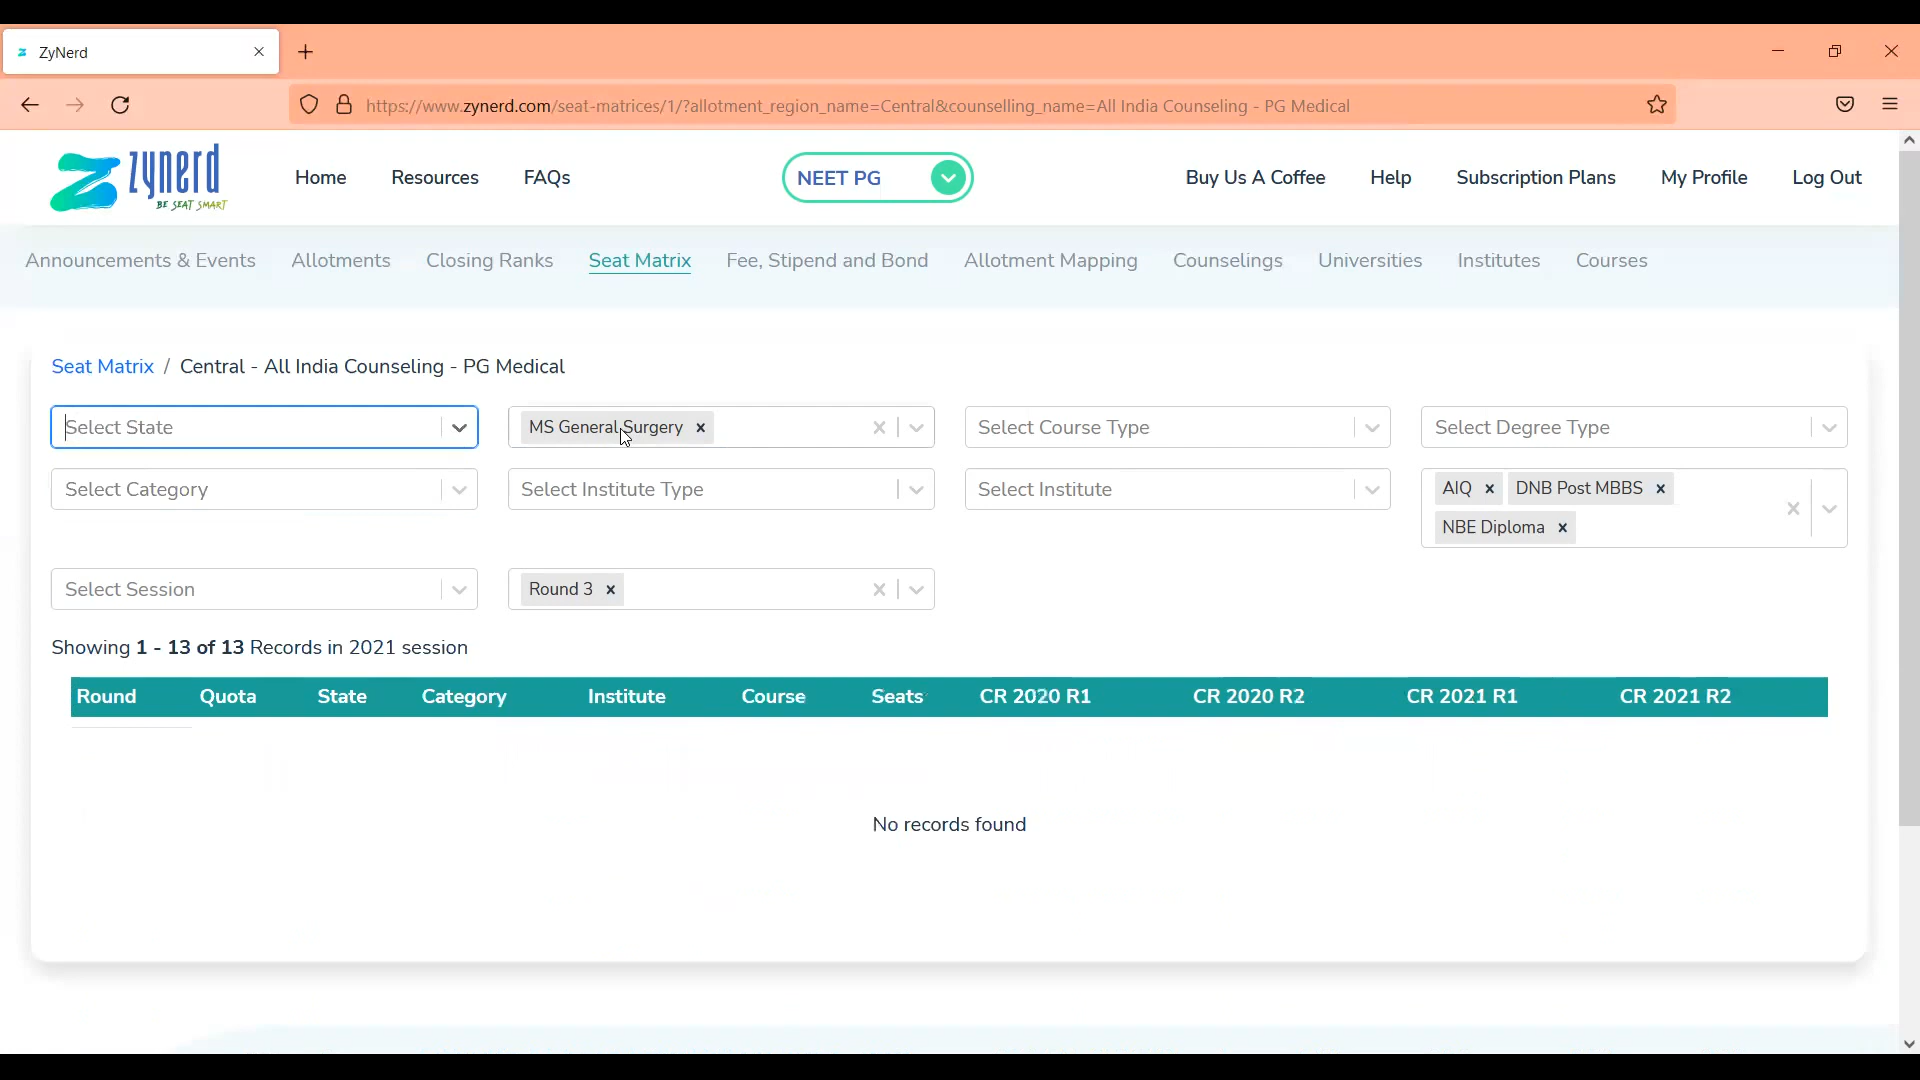 ZyNerd
https://www.zynerd.com/seat-matrices/1/?allotment_region_name=Central&counselling_name=All India Counseling - PG Medical
zynerd
BE SEAT SMART
Home Resources FAQs NEET PG Buy Us A Coffee Help Subscription Plans My Profile Log Out
Announcements & Events Allotments Closing Ranks Seat Matrix Fee, Stipend and Bond Allotment Mapping Counselings Universities Institutes Courses
Seat Matrix / Central - All India Counseling - PG Medical
Select State MS General Surgery Select Course Type Select Degree Type
Select Category Select Institute Type Select Institute AIQ DNB Post MBBS
NBE Diploma
Select Session Round 3
Showing 1 - 13 of 13 Records in 2021 session
Round Quota State Category Institute Course Seats CR 2020 R1 CR 2020 R2 CR 2021 R1 CR 2021 R2
No records found